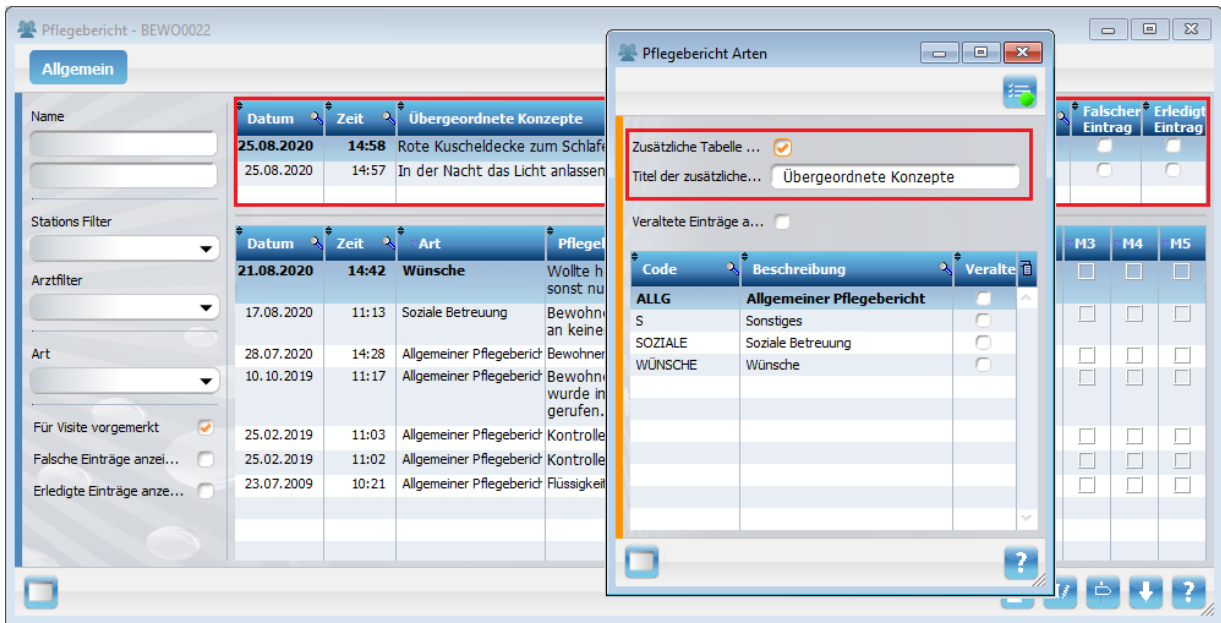 Pflegebericht - BEWO0022
Allgemein
Name
Stations Filter
Arztfilter
Art
Für Visite vorgemerkt
Falsche Einträge anzei...
Erledigte Einträge anze...
Datum Zeit Übergeordnete Konzepte Falscher Eintrag Erledigt Eintrag
25.08.2020 14:58 Rote Kuscheldecke zum Schlafe
25.08.2020 14:57 In der Nacht das Licht anlassen
Datum Zeit Art Pflegel M3 M4 M5
21.08.2020 14:42 Wünsche Wollte h
sonst nu
17.08.2020 11:13 Soziale Betreuung Bewohne
an keine
28.07.2020 14:28 Allgemeiner Pflegebericht Bewohner
10.10.2019 11:17 Allgemeiner Pflegebericht Bewohne
wurde in
gerufen.
25.02.2019 11:03 Allgemeiner Pflegebericht Kontrolle
25.02.2019 11:02 Allgemeiner Pflegebericht Kontrolle
23.07.2009 10:21 Allgemeiner Pflegebericht Flüssigkeit
Pflegebericht Arten
Zusätzliche Tabelle ...
Titel der zusätzliche... Übergeordnete Konzepte
Veraltete Einträge a...
Code Beschreibung Veralte
ALLG Allgemeiner Pflegebericht
S Sonstiges
SOZIALE Soziale Betreuung
WÜNSCHE Wünsche
?
?